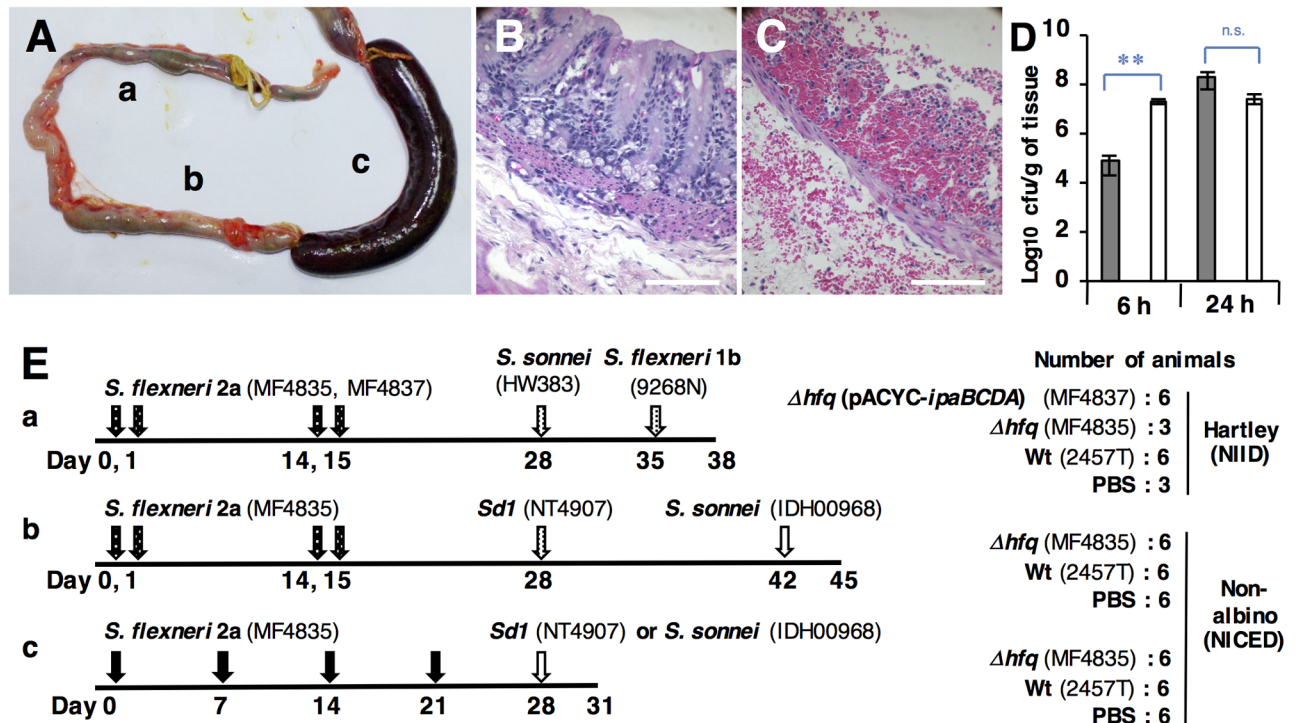 A
a
b
c
B
C
D
Log10 cfu/g of tissue
10
8
6
4
2
0
**
n.s.
6 h
24 h
E
a
S. flexneri 2a (MF4835, MF4837)
S. sonnei
(HW383)
S. flexneri 1b
(9268N)
Day 0, 1
14, 15
28
35
38
b
S. flexneri 2a (MF4835)
Sd1 (NT4907)
S. sonnei (IDH00968)
Day 0, 1
14, 15
28
42
45
c
S. flexneri 2a (MF4835)
Sd1 (NT4907) or S. sonnei (IDH00968)
Day 0
7
14
21
28
31
Number of animals
Δhfq (pACYC-ipaBCDA) (MF4837) : 6
Δhfq (MF4835) : 3
Wt (2457T) : 6
PBS : 3
Hartley
(NIID)
Δhfq (MF4835) : 6
Wt (2457T) : 6
PBS : 6
Δhfq (MF4835) : 6
Wt (2457T) : 6
PBS : 6
Non-
albino
(NICED)